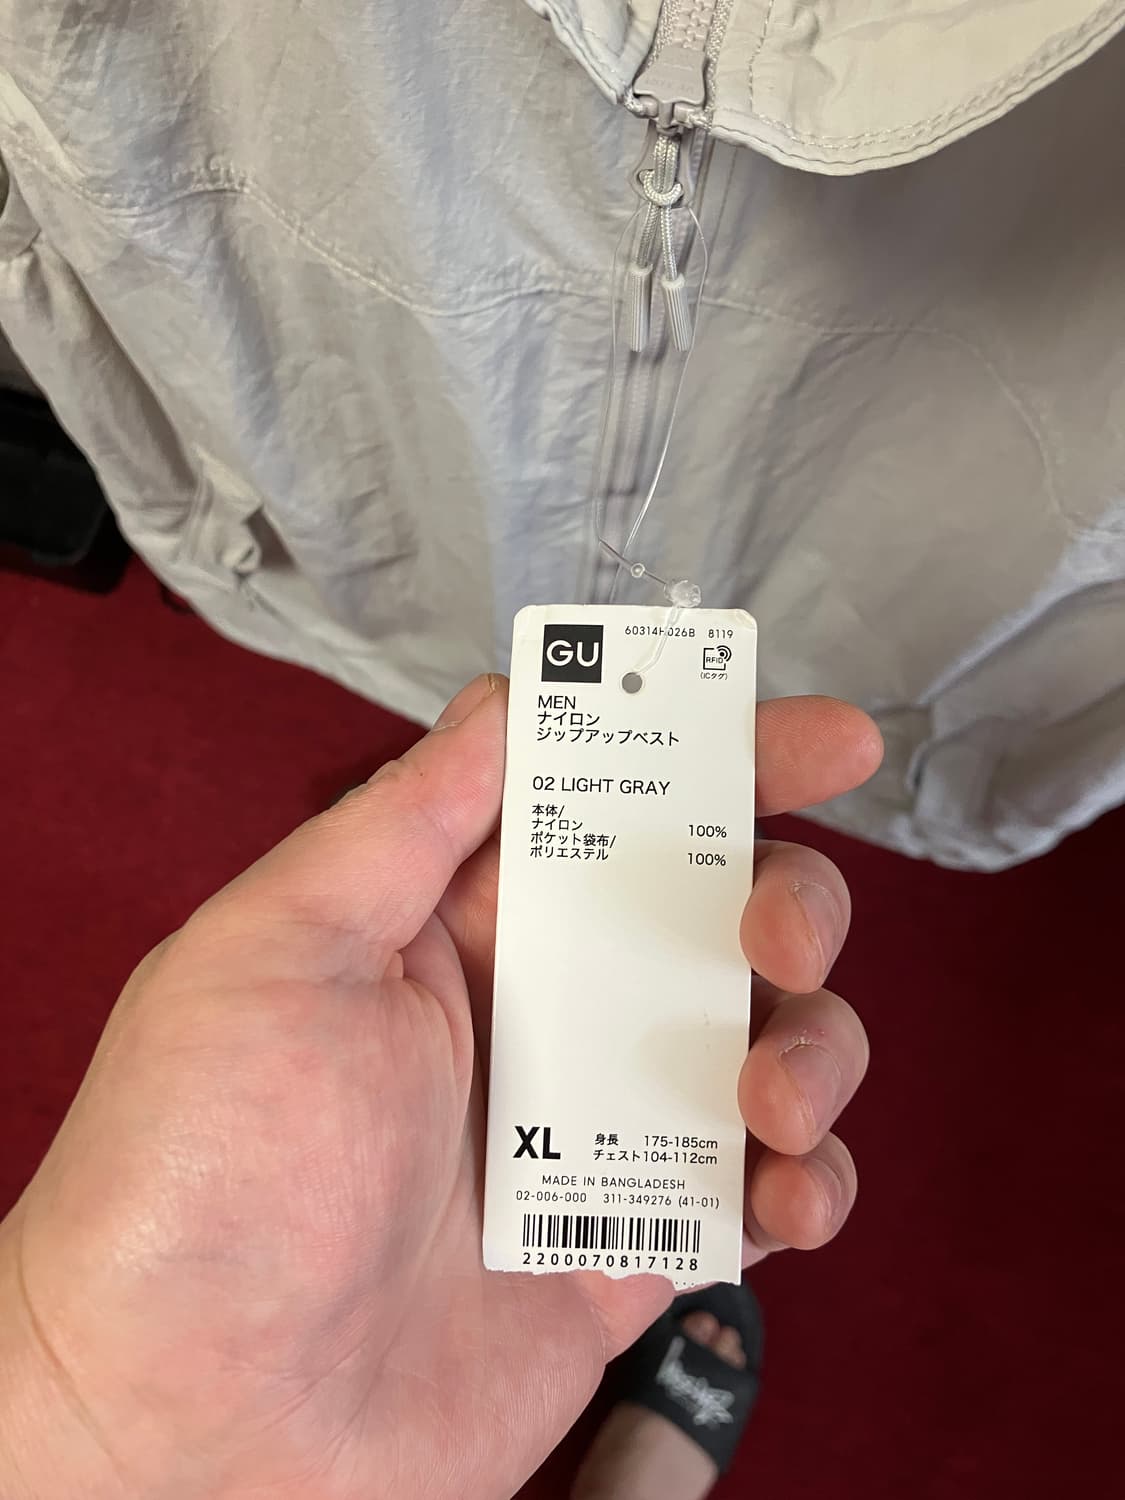 GU
60314H026B 8119
RFID
(ICタグ)
MEN
ナイロン
ジップアップベスト
02 LIGHT GRAY
本体/
ナイロン 100%
ポケット袋布/
ポリエステル 100%
XL 身長 175-185cm
チェスト 104-112cm
MADE IN BANGLADESH
02-006-000 311-349276 (41-01)
2200070817128